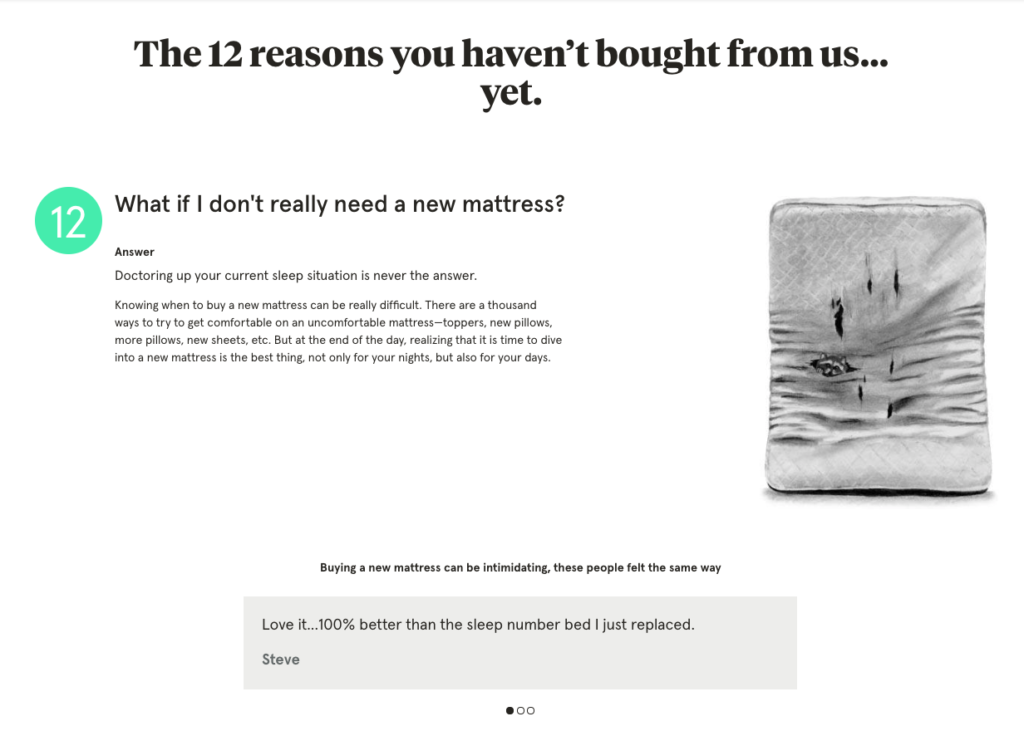 The 12 reasons you haven’t bought from us...
yet.
12
What if I don't really need a new mattress?
Answer
Doctoring up your current sleep situation is never the answer.
Knowing when to buy a new mattress can be really difficult. There are a thousand
ways to try to get comfortable on an uncomfortable mattress—toppers, new pillows,
more pillows, new sheets, etc. But at the end of the day, realizing that it is time to dive
into a new mattress is the best thing, not only for your nights, but also for your days.
Buying a new mattress can be intimidating, these people felt the same way
Love it...100% better than the sleep number bed I just replaced.
Steve